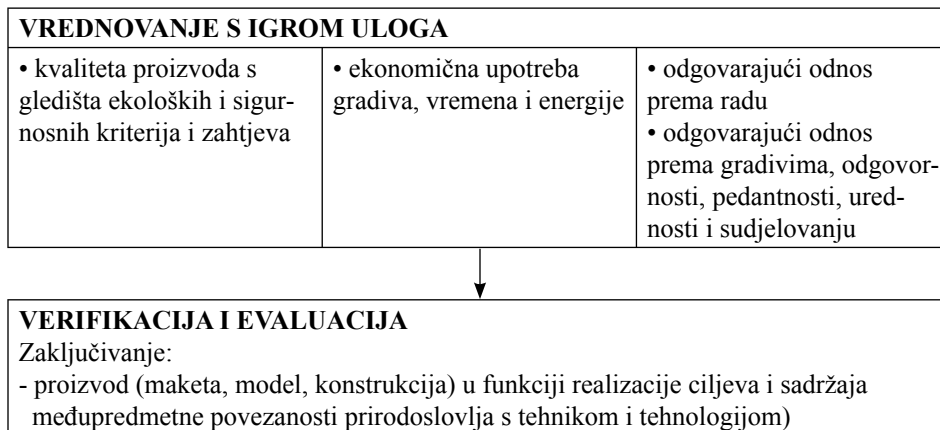 VREDNOVANJE S IGROM ULOGA
• kvaliteta proizvoda s
gledišta ekoloških i sigur-
nosnih kriterija i zahtjeva
• ekonomična upotreba
gradiva, vremena i energije
• odgovarajući odnos
prema radu
• odgovarajući odnos
prema gradivima, odgovor-
nosti, pedantnosti, ured-
nosti i sudjelovanju
VERIFIKACIJA I EVALUACIJA
Zaključivanje:
- proizvod (maketa, model, konstrukcija) u funkciji realizacije ciljeva i sadržaja
međupredmetne povezanosti prirodoslovlja s tehnikom i tehnologijom)